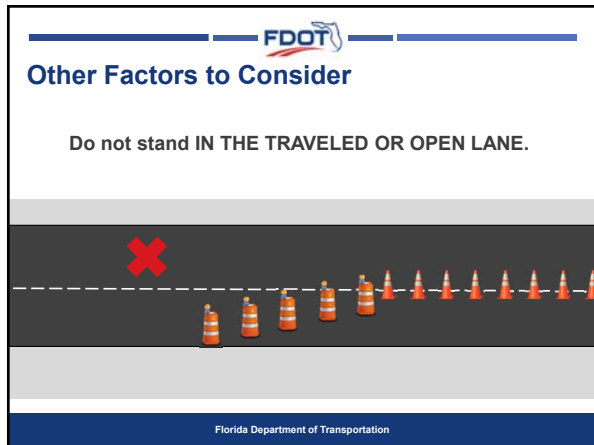 FDOT
Other Factors to Consider
Do not stand IN THE TRAVELED OR OPEN LANE.
Florida Department of Transportation